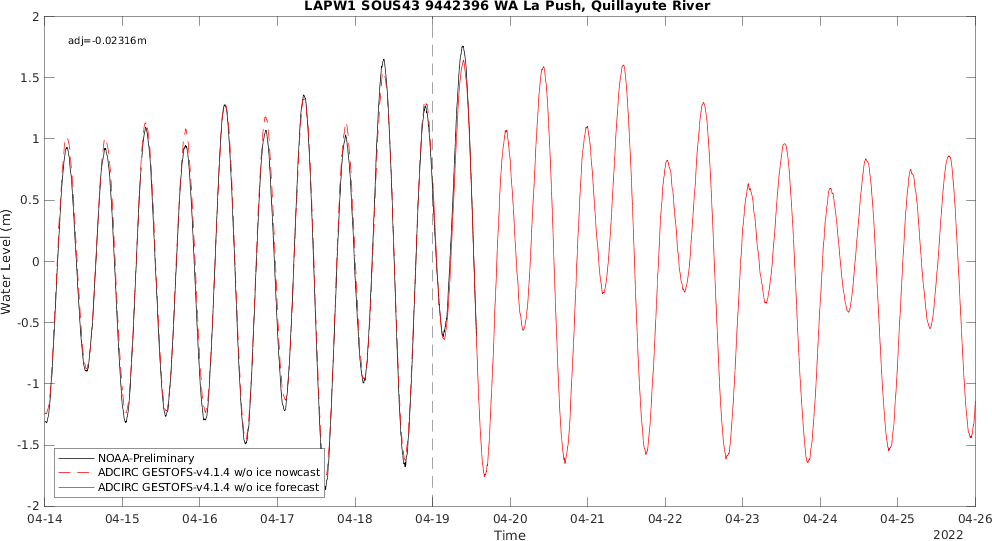 LAPW1 SOUS43 9442396 WA La Push, Quillayute River
adj=-0.02316m
Water Level (m)
2
1.5
1
0.5
0
-0.5
-1
-1.5
-2
NOAA-Preliminary
ADCIRC GESTOFS-v4.1.4 w/o ice nowcast
ADCIRC GESTOFS-v4.1.4 w/o ice forecast
04-14 04-15 04-16 04-17 04-18 04-19 04-20 04-21 04-22 04-23 04-24 04-25 04-26
Time
2022